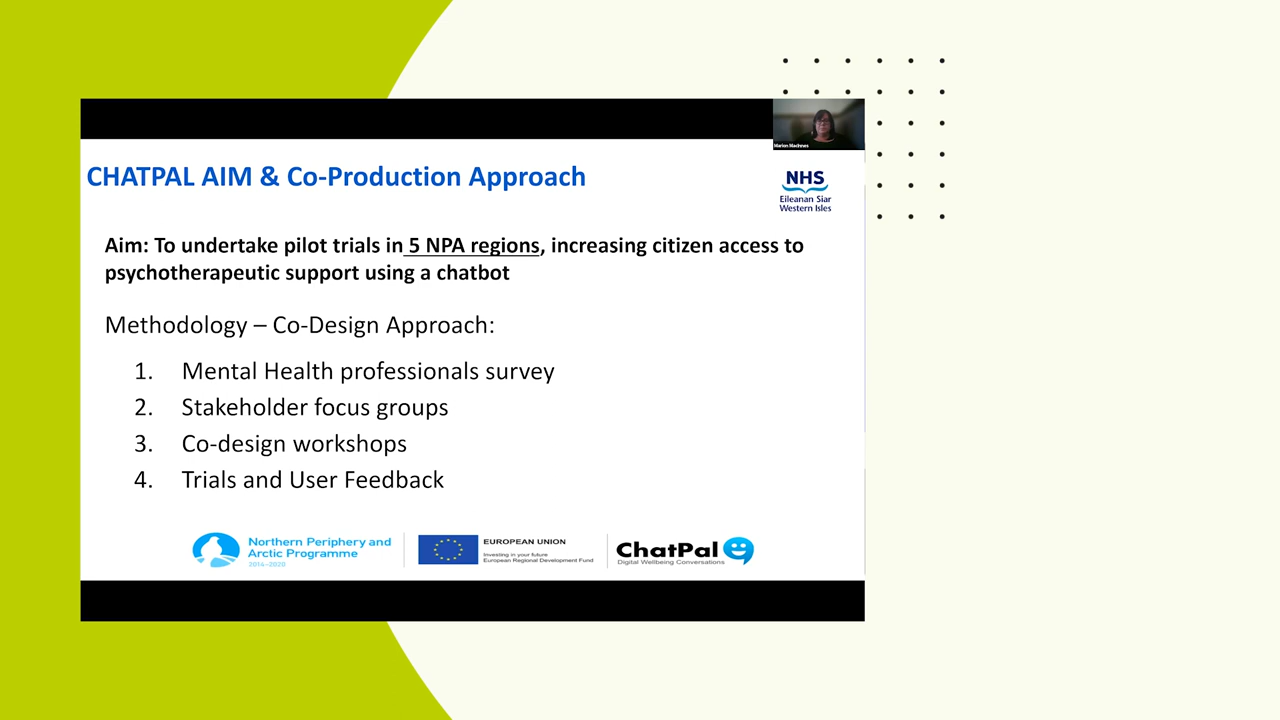 Marion MacInnes
CHATPAL AIM & Co-Production Approach
NHS
Eileanan Siar
Western Isles
Aim: To undertake pilot trials in 5 NPA regions, increasing citizen access to
psychotherapeutic support using a chatbot
Methodology – Co-Design Approach:
1. Mental Health professionals survey
2. Stakeholder focus groups
3. Co-design workshops
4. Trials and User Feedback
Northern Periphery and
Arctic Programme
2014–2020
EUROPEAN UNION
Investing in your future
European Regional Development Fund
ChatPal
Digital Wellbeing Conversations